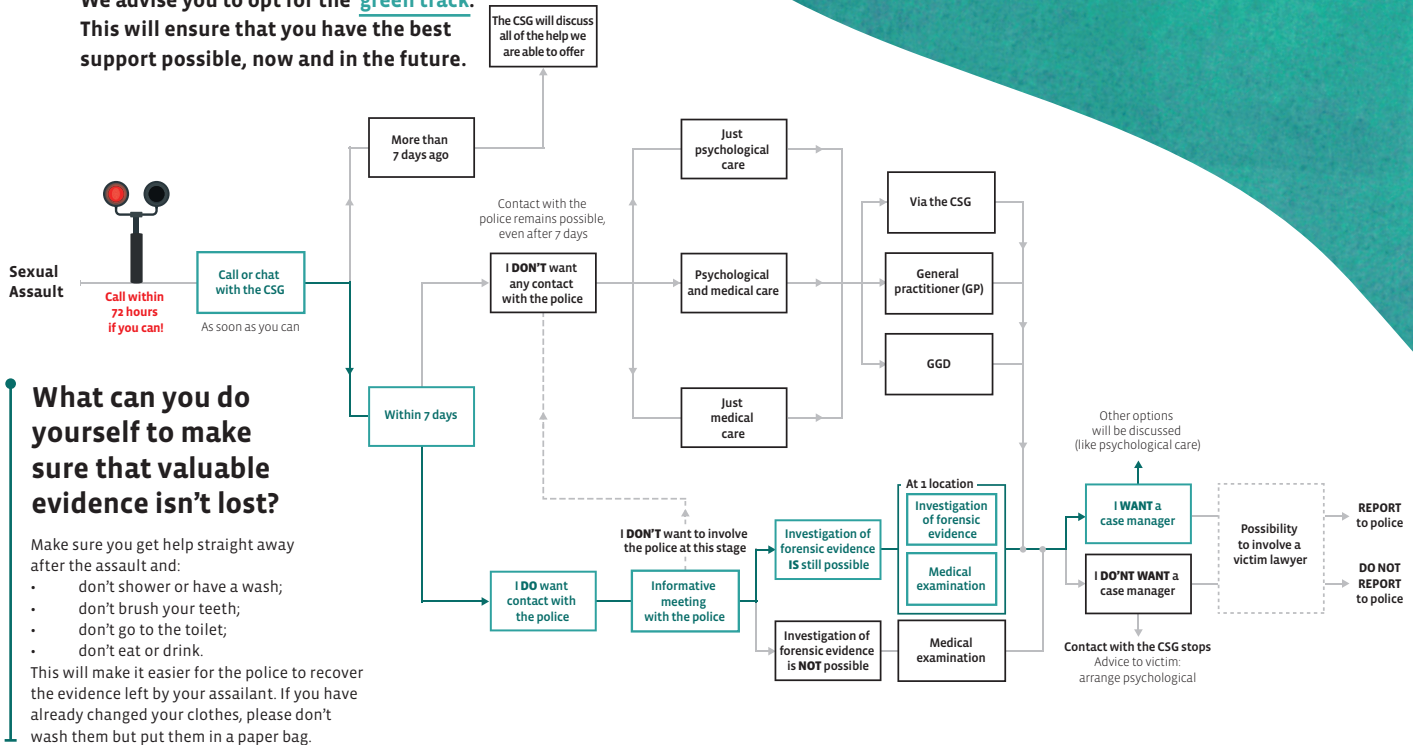 We advise you to opt for the green track.
This will ensure that you have the best
support possible, now and in the future.
The CSG will discuss
all of the help we
are able to offer
More than
7 days ago
Just
psychological
care
Contact with the
police remains possible,
even after 7 days
Via the CSG
Sexual
Assault
Call within
72 hours
if you can!
Call or chat
with the CSG
As soon as you can
I DON'T want
any contact
with the police
Psychological
and medical care
General
practitioner (GP)
GGD
Within 7 days
Just
medical
care
What can you do
yourself to make
sure that valuable
evidence isn't lost?
Make sure you get help straight away
after the assault and:
• don't shower or have a wash;
• don't brush your teeth;
• don't go to the toilet;
• don't eat or drink.
This will make it easier for the police to recover
the evidence left by your assailant. If you have
already changed your clothes, please don't
wash them but put them in a paper bag.
I DO want
contact with
the police
I DON'T want to involve
the police at this stage
Informative
meeting
with the police
Investigation of
forensic evidence
IS still possible
At 1 location
Investigation
of forensic
evidence
Medical
examination
Investigation of
forensic evidence
is NOT possible
Medical
examination
Other options
will be discussed
(like psychological care)
I WANT a
case manager
I DO'NT WANT a
case manager
Contact with the CSG stops
Advice to victim:
arrange psychological
Possibility
to involve a
victim lawyer
REPORT
to police
DO NOT
REPORT
to police